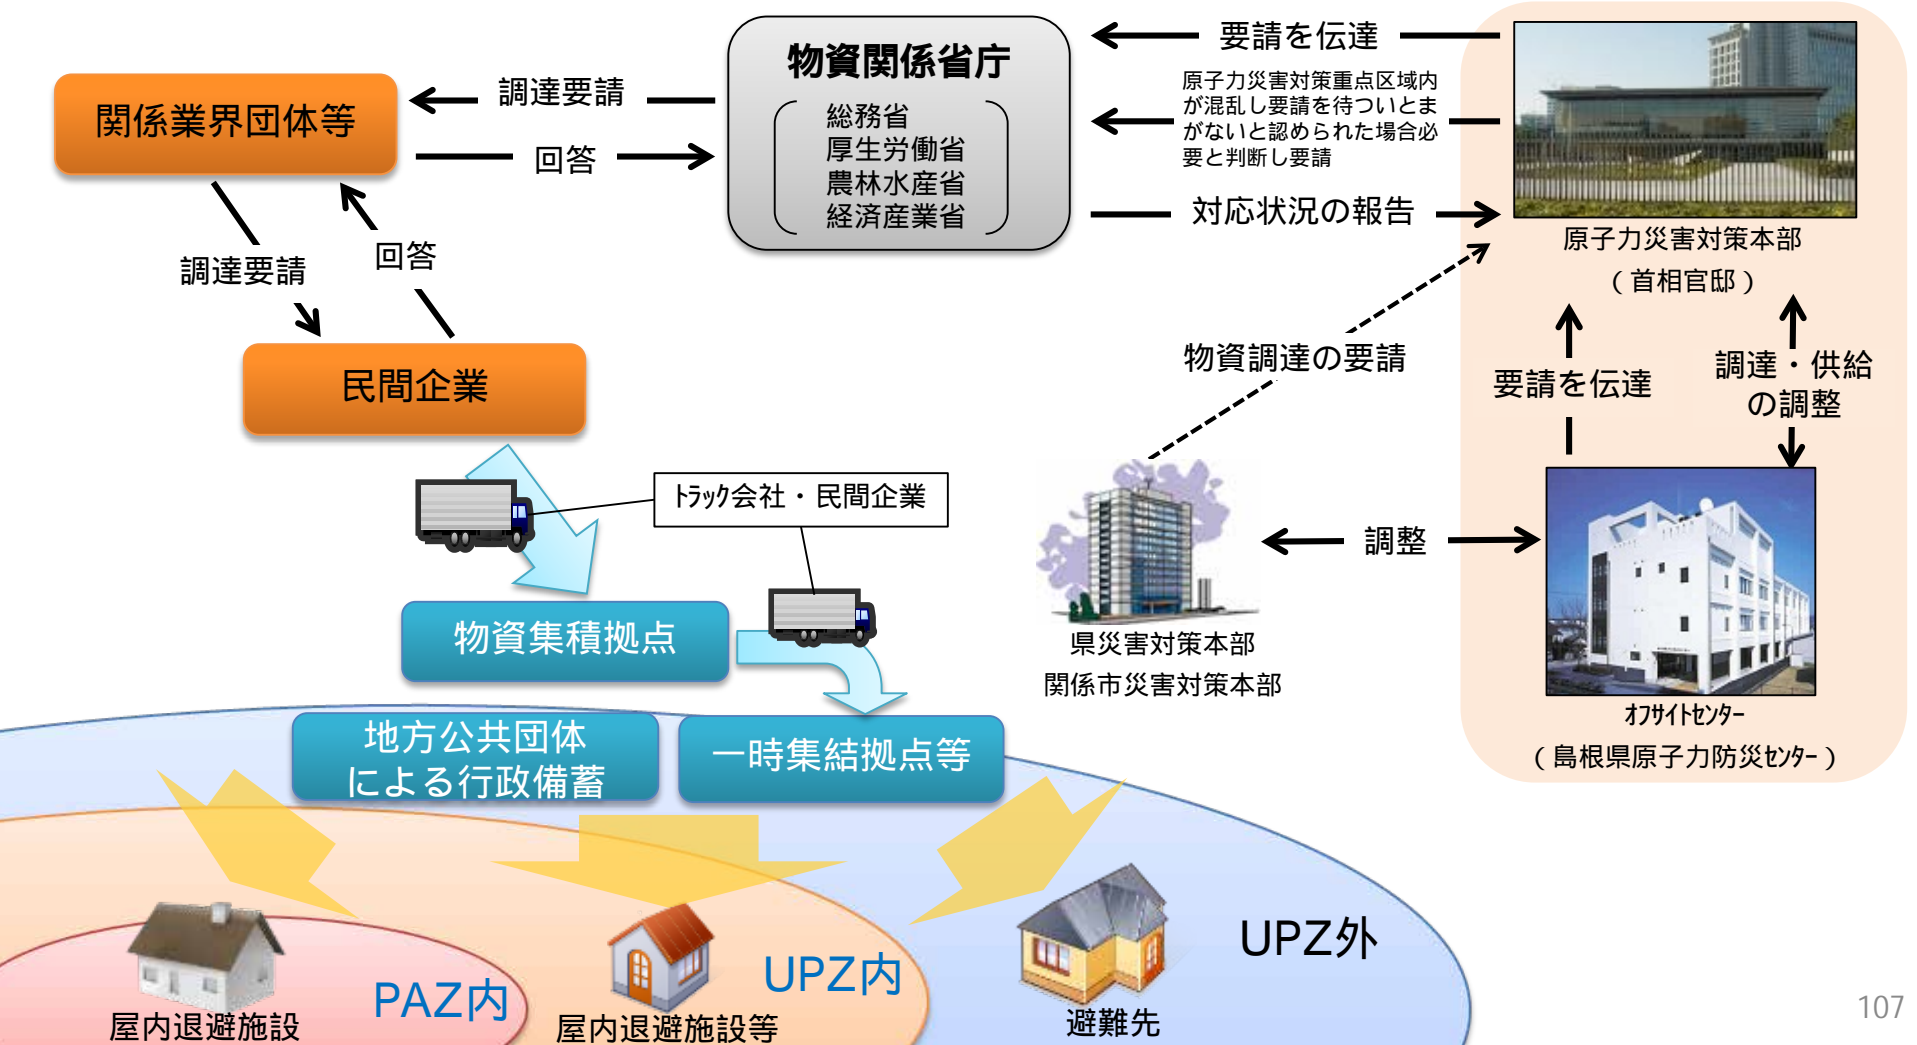 物資関係省庁
総務省
厚生労働省
農林水産省
経済産業省
要請を伝達
原子力災害対策重点区域内
が混乱し要請を待ついとま
がないと認められた場合必
要と判断し要請
対応状況の報告
関係業界団体等
調達要請
回答
調達要請
回答
民間企業
原子力災害対策本部
(首相官邸)
物資調達の要請
要請を伝達
調達・供給
の調整
トラック会社・民間企業
調整
物資集積拠点
県災害対策本部
関係市災害対策本部
オフサイトセンター
(島根県原子力防災センター)
地方公共団体
による行政備蓄
一時集結拠点等
UPZ外
UPZ内
PAZ内
屋内退避施設
屋内退避施設等
避難先
107